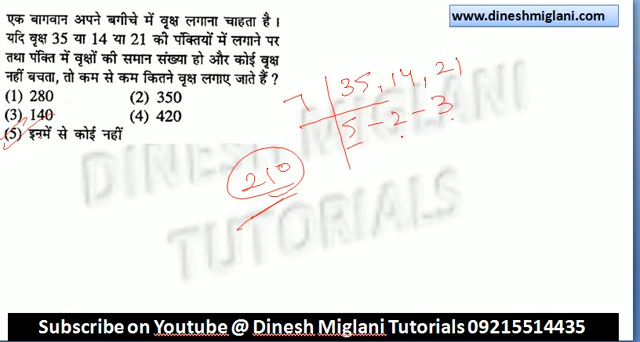 www.dineshmiglani.com
एक बागवान अपने बगीचे में वृक्ष लगाना चाहता है।
यदि वृक्ष 35 या 14 या 21 की पंक्तियों में लगाने पर
तथा पंक्ति में वृक्षों की समान संख्या हो और कोई वृक्ष
नहीं बचता, तो कम से कम कितने वृक्ष लगाए जाते हैं ?
(1) 280 (2) 350
(3) 140 (4) 420
(5) इनमें से कोई नहीं
7 35, 14, 21
5 - 2 - 3
210
DINESH MIGLANI
TUTORIALS
Subscribe on Youtube @ Dinesh Miglani Tutorials 09215514435